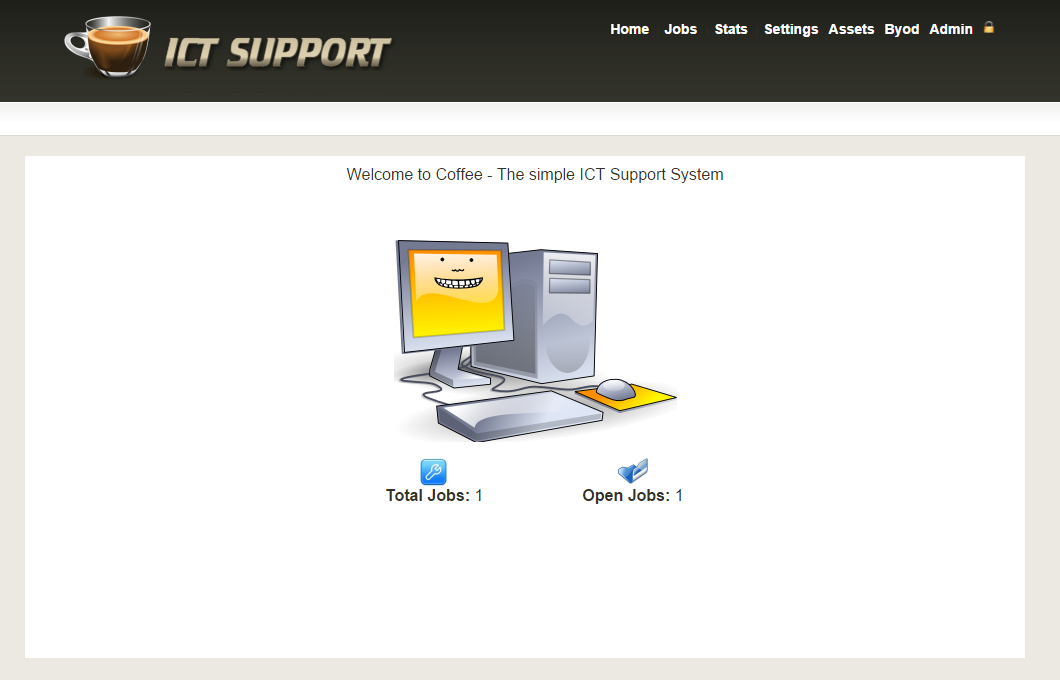 ICT SUPPORT
Home Jobs Stats Settings Assets Byod Admin
Welcome to Coffee - The simple ICT Support System
Total Jobs: 1
Open Jobs: 1